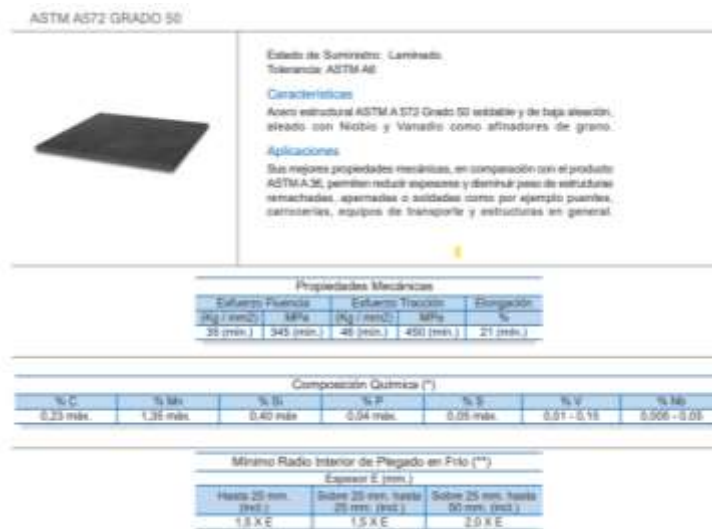 ASTM A572 GRADO 50
Estado de Suministro: Laminado
Tolerancia: ASTM A6
Características
Acero estructural ASTM A 572 Grado 50 soldable y de baja aleación,
aleado con Niobio y Vanadio como afinadores de grano.
Aplicaciones
Sus mejores propiedades mecánicas, en comparación con el producto
ASTM A 36, permiten reducir espesores y disminuir peso de estructuras
remachadas, apernadas o soldadas como por ejemplo puentes,
carrocerías, equipos de transporte y estructuras en general.
Propiedades Mecánicas
Esfuerzo Fluencia Esfuerzo Tracción Elongación
(Kg / mm2) MPa (Kg / mm2) MPa %
35 (mín.) 345 (mín.) 46 (mín.) 450 (mín.) 21 (mín.)
Composición Química (*)
% C % Mn % Si % P % S % V % Nb
0,23 máx. 1,35 máx. 0,40 máx 0,04 máx. 0,05 máx. 0,01 - 0,15 0,005 - 0,05
Mínimo Radio Interior de Plegado en Frío (**)
Espesor E (mm.)
Hasta 20 mm. Sobre 20 mm. hasta Sobre 25 mm. hasta
(incl.) 25 mm. (incl.) 50 mm. (incl.)
1,5 X E 1,5 X E 2,0 X E